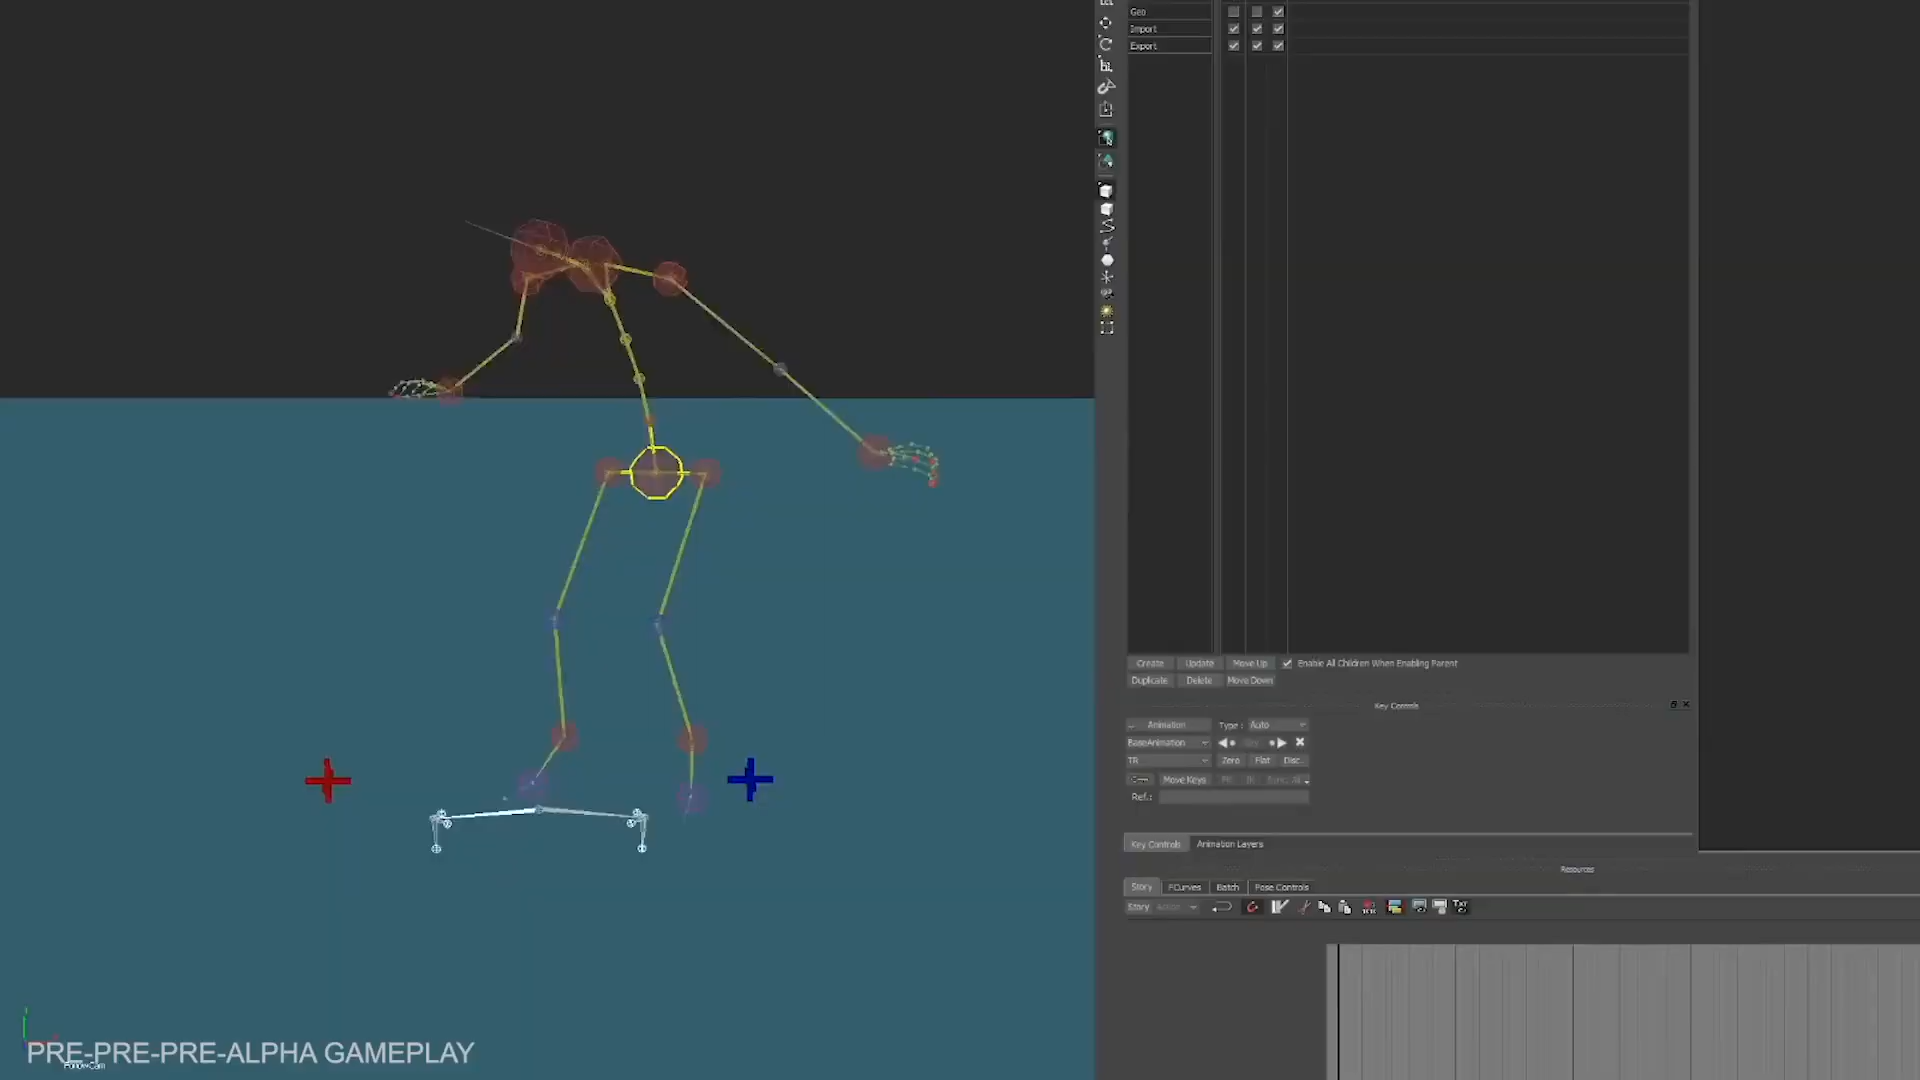 Geo
Import
Export
Create Update Move Up Enable All Children When Enabling Parent
Duplicate Delete Move Down
Key Controls
Animation Type : Auto
BaseAnimation
TR Zero Flat Disc.
Move Keys
Ref.:
Key Controls Animation Layers
Resources
Story FCurves Batch Pose Controls
Story Action
PRE-PRE-PRE-ALPHA GAMEPLAY